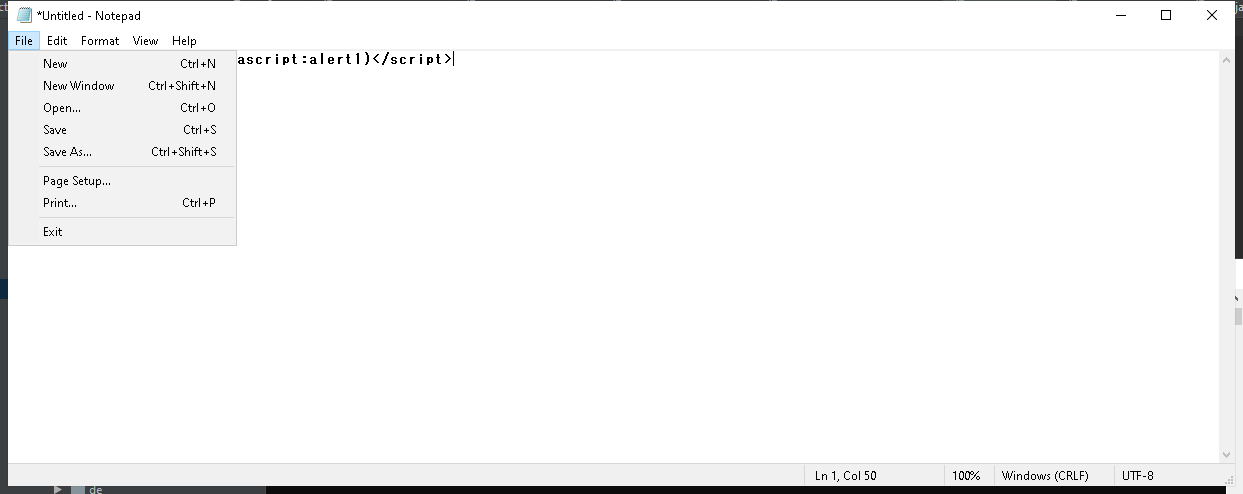 *Untitled - Notepad
File Edit Format View Help
ascript:alert1)</script>
New Ctrl+N
New Window Ctrl+Shift+N
Open... Ctrl+O
Save Ctrl+S
Save As... Ctrl+Shift+S
Page Setup...
Print... Ctrl+P
Exit
Ln 1, Col 50 100% Windows (CRLF) UTF-8
de